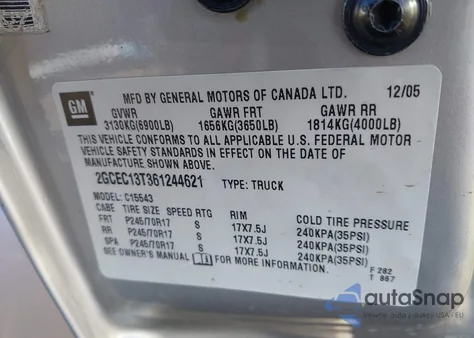 GM
MFD BY GENERAL MOTORS OF CANADA LTD. 12/05
GVWR GAWR FRT GAWR RR
3130KG(6900LB) 1656KG(3650LB) 1814KG(4000LB)
THIS VEHICLE CONFORMS TO ALL APPLICABLE U.S. FEDERAL MOTOR
VEHICLE SAFETY STANDARDS IN EFFECT ON THE DATE OF
MANUFACTURE SHOWN ABOVE.
2GCEC13T361244621 TYPE: TRUCK
MODEL: C15543
TIRE SIZE SPEED RTG RIM COLD TIRE PRESSURE
FRT P245/70R17 S 17X7.5J 240KPA(35PSI)
RR P245/70R17 S 17X7.5J 240KPA(35PSI)
SPA P245/70R17 S 17X7.5J 240KPA(35PSI)
SEE OWNER'S MANUAL FOR MORE INFORMATION.
F 282
T 867
autoSnap